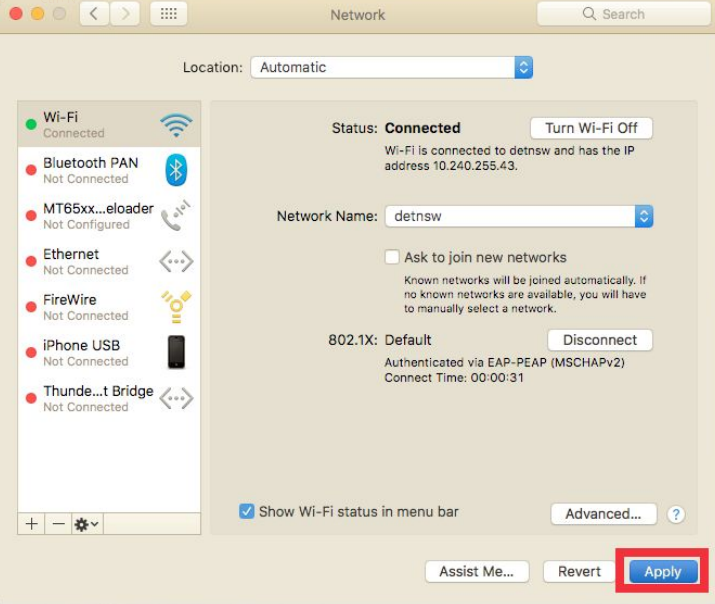 Network
Search
Location: Automatic
Wi-Fi
Connected
Bluetooth PAN
Not Connected
MT65xx...eloader
Not Configured
Ethernet
Not Connected
FireWire
Not Connected
iPhone USB
Not Connected
Thunde...t Bridge
Not Connected
Status: Connected
Turn Wi-Fi Off
Wi-Fi is connected to detnsw and has the IP
address 10.240.255.43.
Network Name: detnsw
Ask to join new networks
Known networks will be joined automatically. If
no known networks are available, you will have
to manually select a network.
802.1X: Default
Disconnect
Authenticated via EAP-PEAP (MSCHAPv2)
Connect Time: 00:00:31
Show Wi-Fi status in menu bar
Advanced...
?
Assist Me...
Revert
Apply